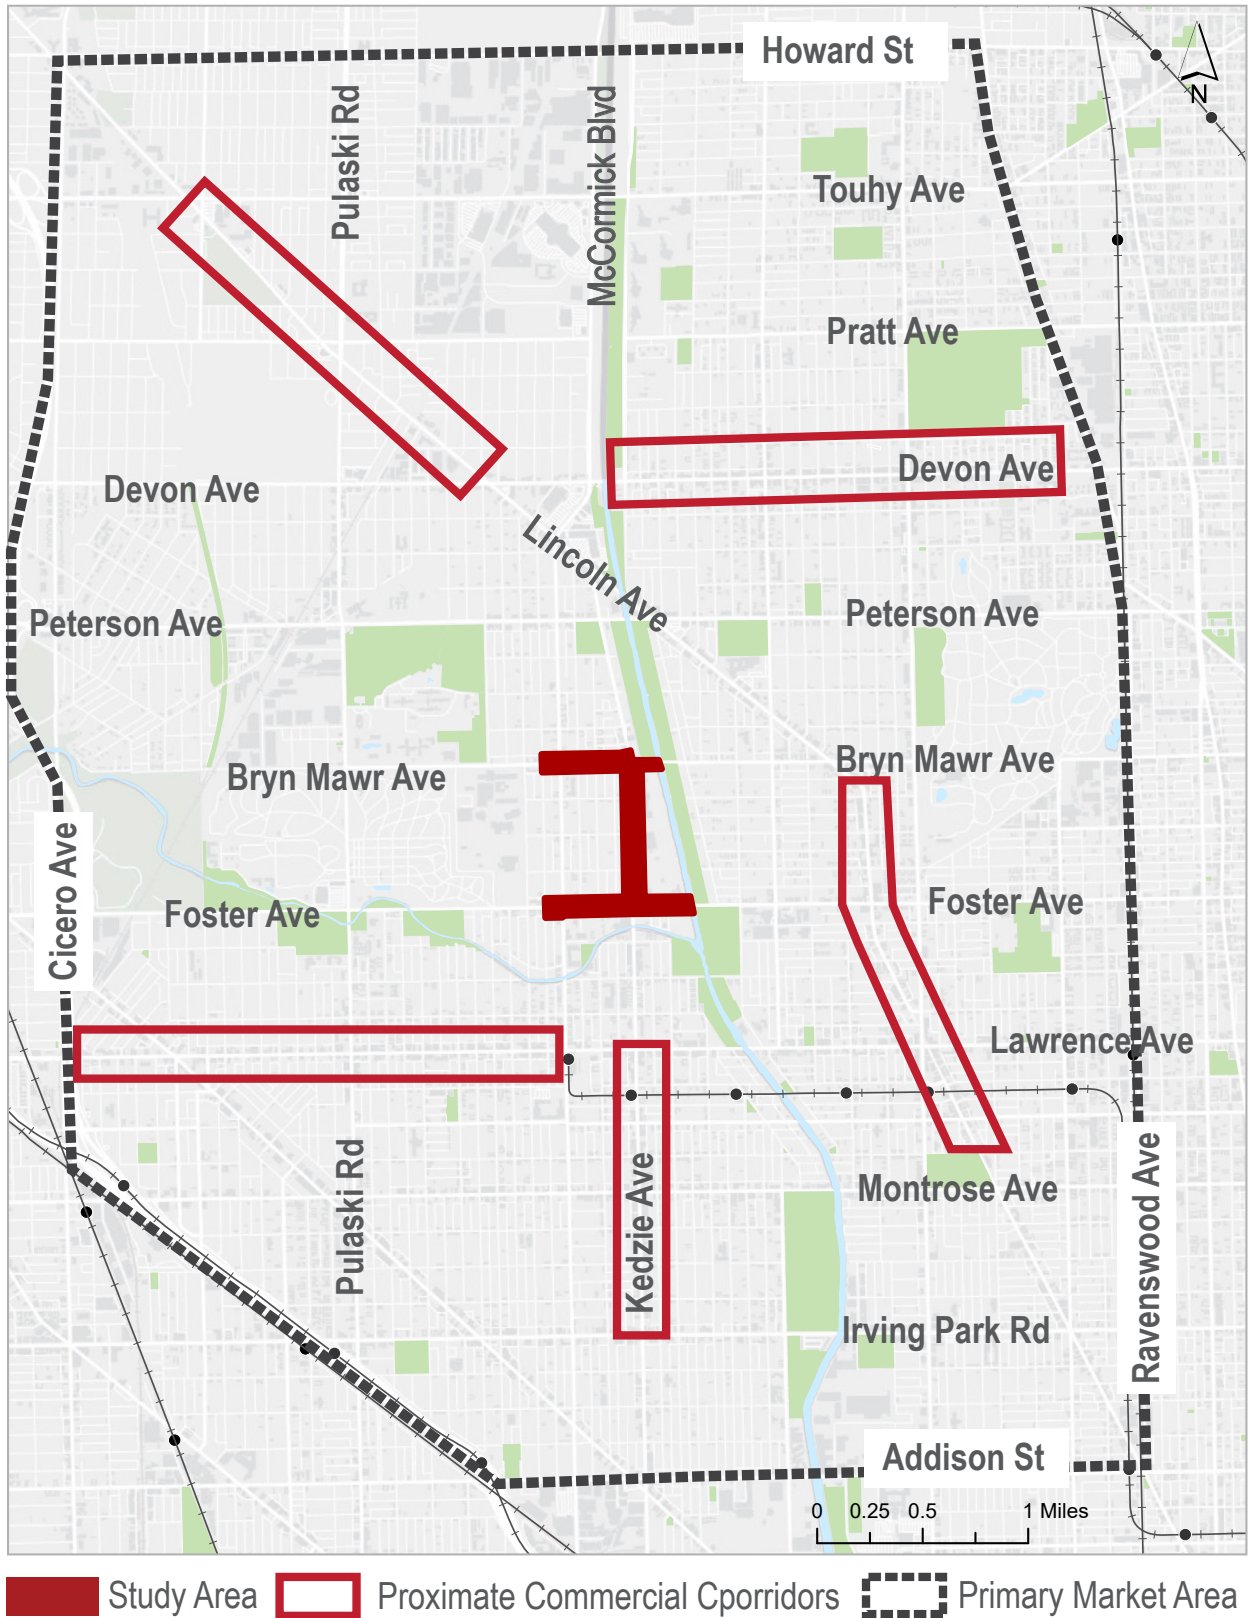 Howard St
N
Pulaski Rd
McCormick Blvd
Touhy Ave
Pratt Ave
Devon Ave
Devon Ave
Lincoln Ave
Peterson Ave
Peterson Ave
Bryn Mawr Ave
Bryn Mawr Ave
Cicero Ave
Foster Ave
Foster Ave
Lawrence Ave
Pulaski Rd
Kedzie Ave
Montrose Ave
Ravenswood Ave
Irving Park Rd
Addison St
0 0.25 0.5 1 Miles
Study Area Proximate Commercial Cporridors Primary Market Area